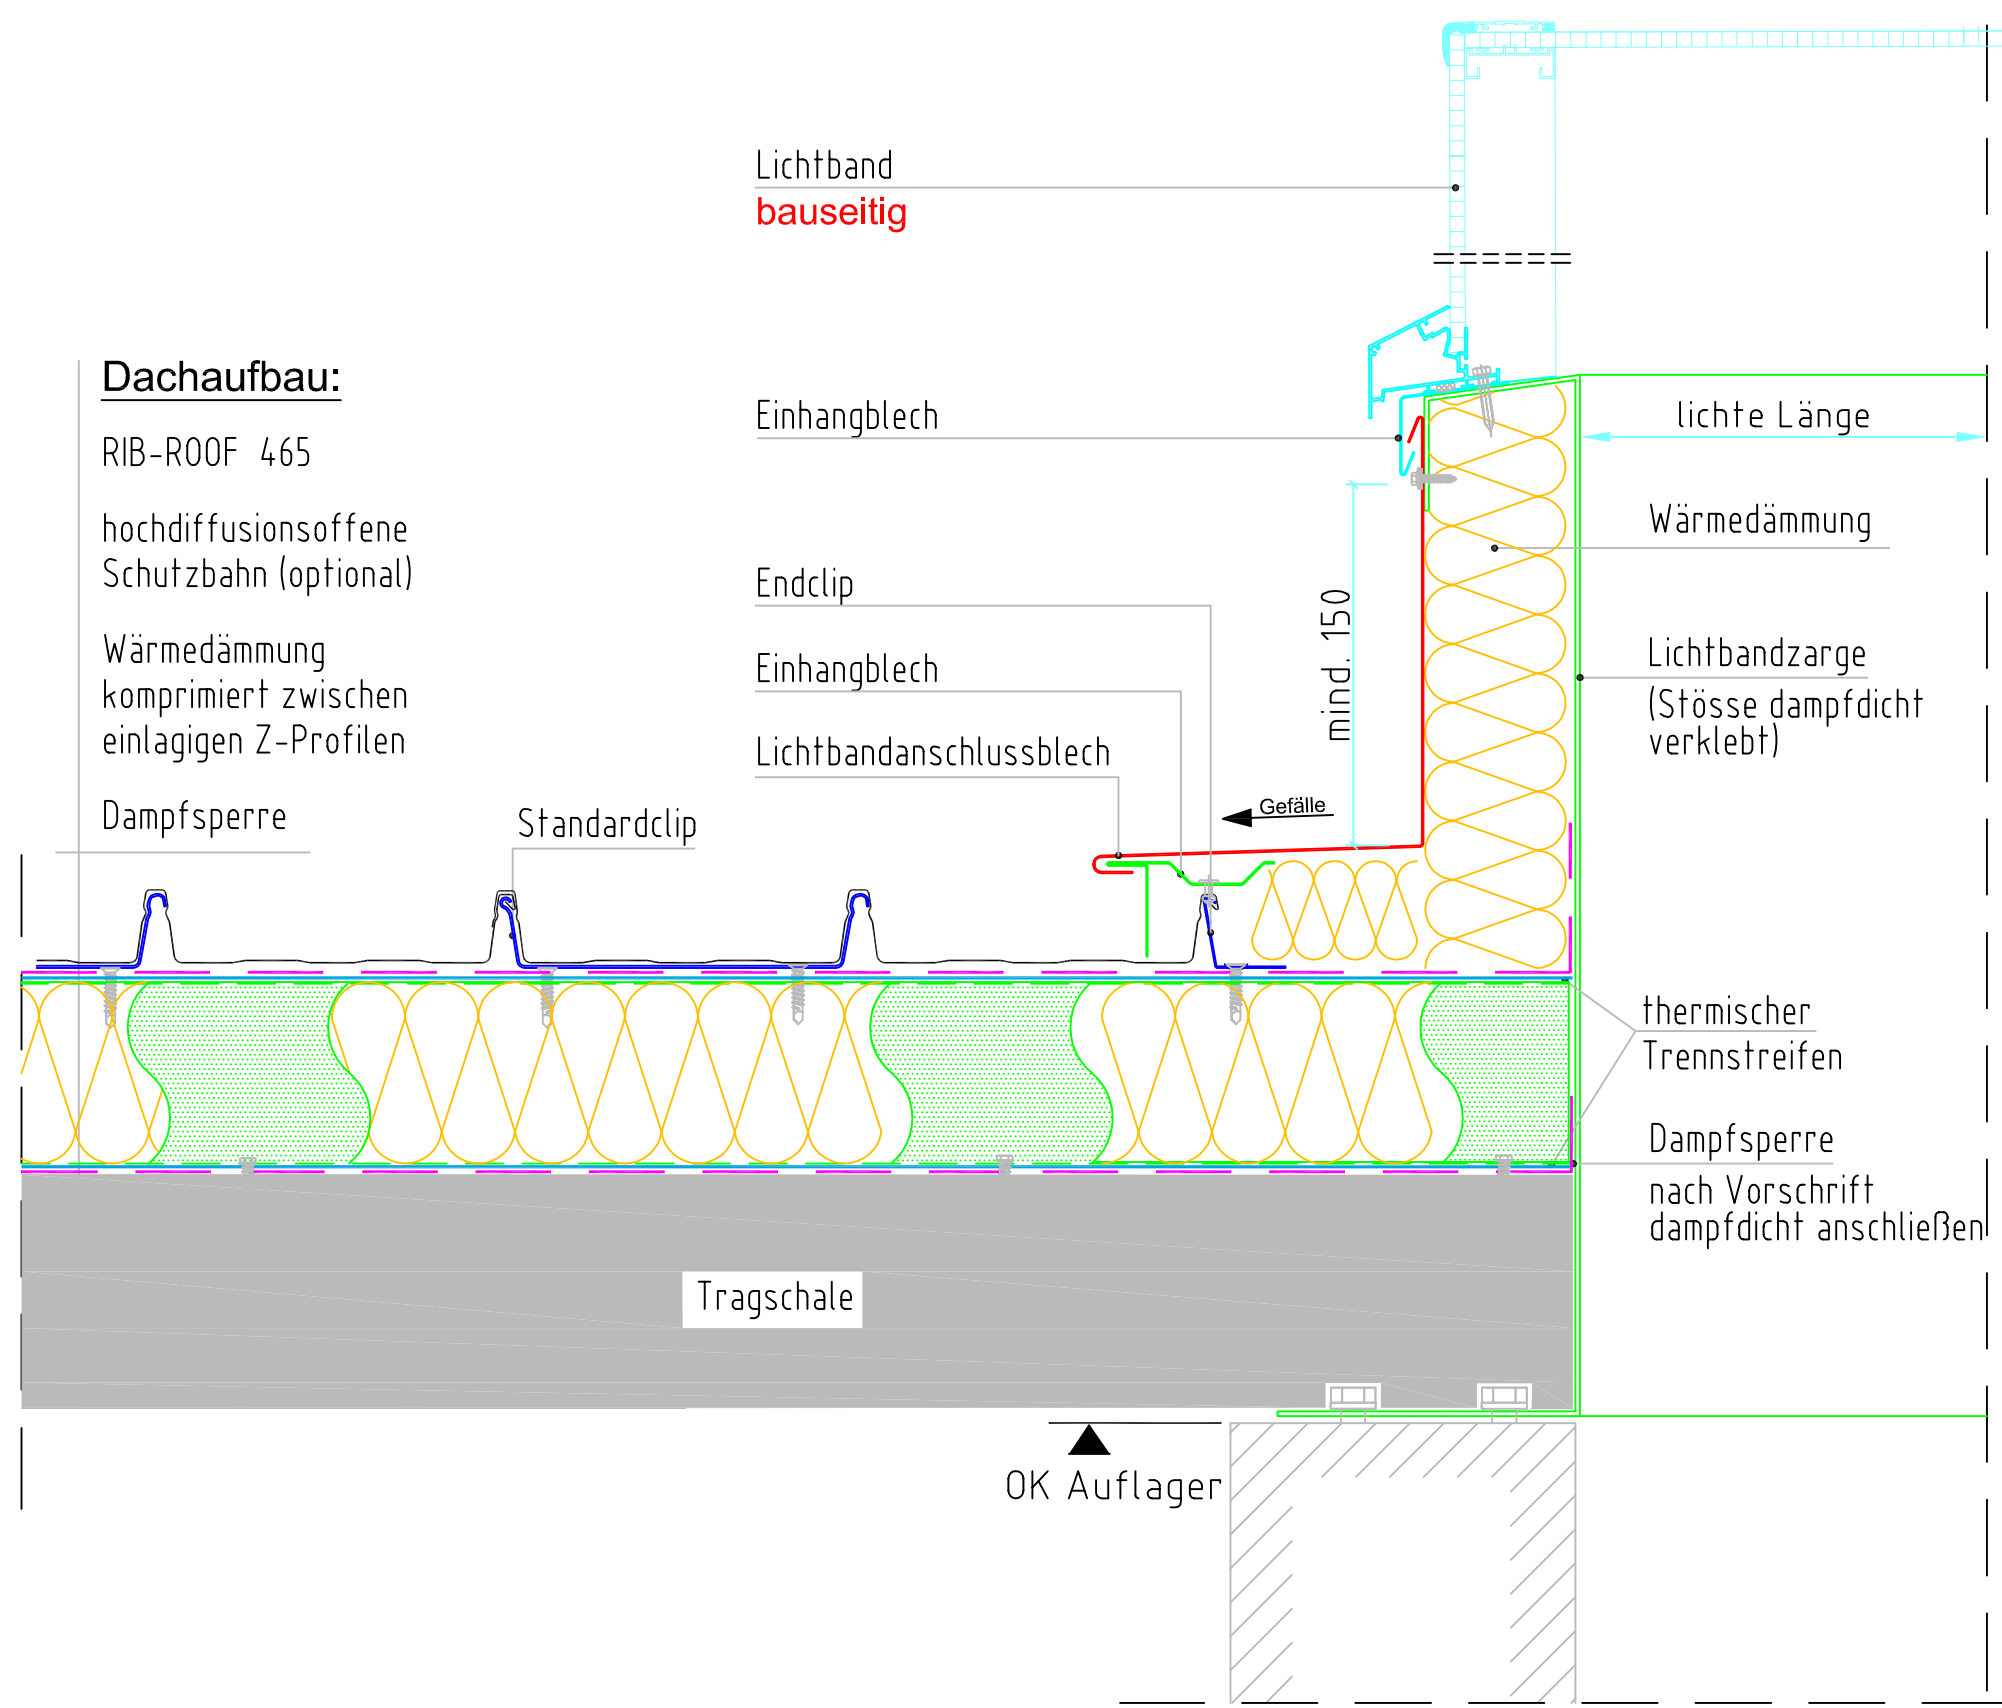 Lichtband
bauseitig
Dachaufbau:
RIB-ROOF 465
hochdiffusionsoffene
Schutzbahn (optional)
Wärmedämmung
komprimiert zwischen
einlagigen Z-Profilen
Dampfsperre
Standardclip
Einhangblech
Endclip
Einhangblech
Lichtbandanschlussblech
Gefälle
mind. 150
lichte Länge
Wärmedämmung
Lichtbandzarge
(Stösse dampfdicht
verklebt)
thermischer
Trennstreifen
Dampfsperre
nach Vorschrift
dampfdicht anschließen
Tragschale
OK Auflager